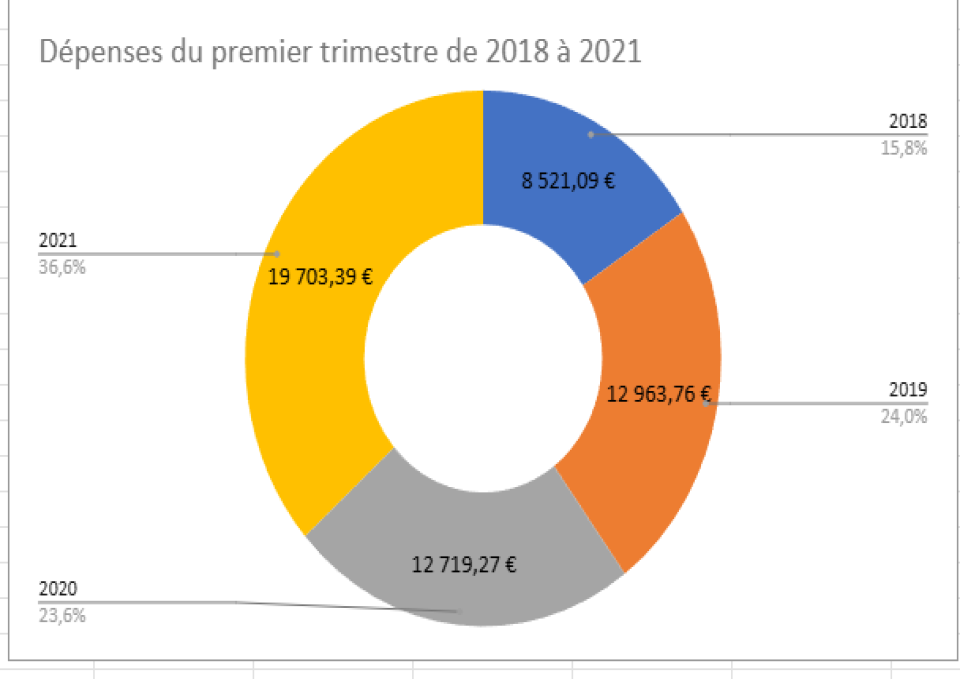 Dépenses du premier trimestre de 2018 à 2021
2018
15,8%
8 521,09 €
2021
36,6%
19 703,39 €
2019
24,0%
12 963,76 €
12 719,27 €
2020
23,6%